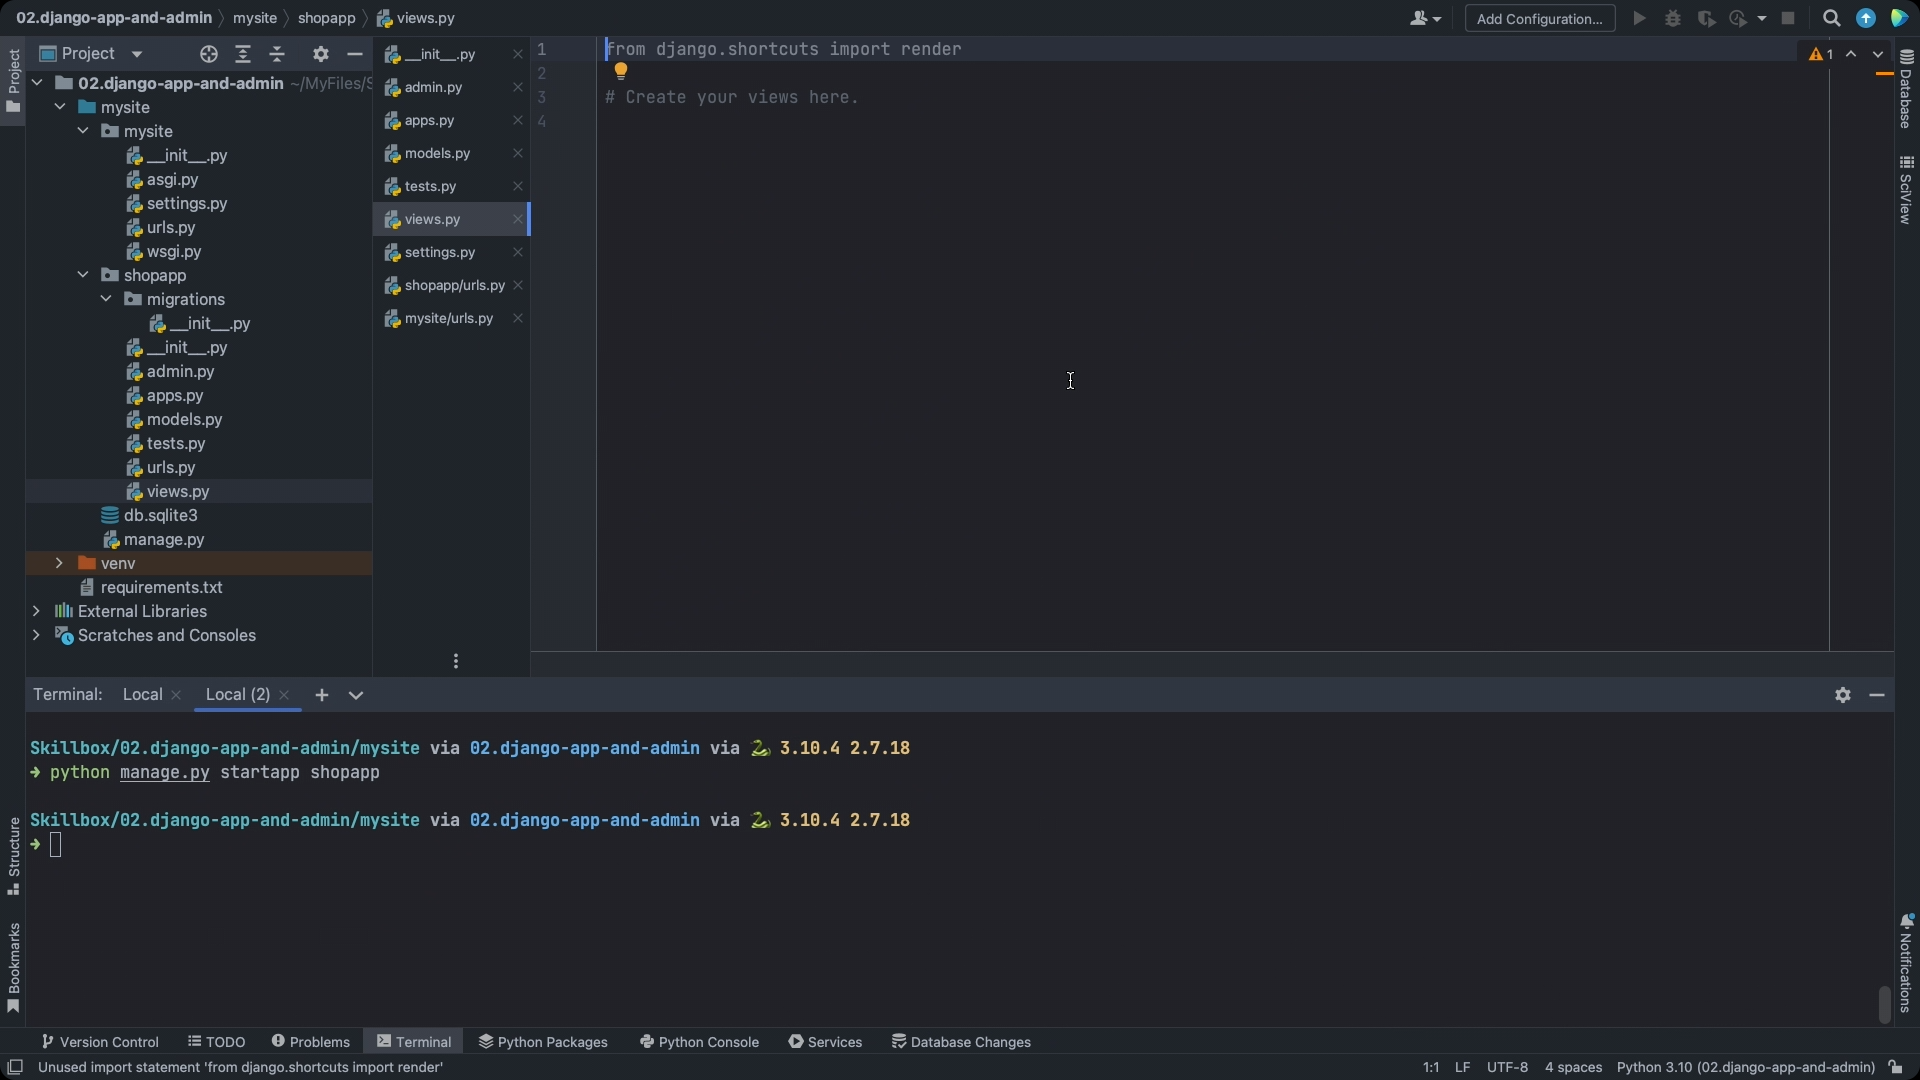 02.django-app-and-admin mysite shopapp views.py
Add Configuration...
Project
Project
02.django-app-and-admin ~/MyFiles/S
mysite
mysite
__init__.py
asgi.py
settings.py
urls.py
wsgi.py
shopapp
migrations
__init__.py
__init__.py
admin.py
apps.py
models.py
tests.py
urls.py
views.py
db.sqlite3
manage.py
venv
requirements.txt
External Libraries
Scratches and Consoles
__init__.py
admin.py
apps.py
models.py
tests.py
views.py
settings.py
shopapp/urls.py
mysite/urls.py
1 from django.shortcuts import render
2
3 # Create your views here.
4
1
Database
SciView
Notifications
Structure
Bookmarks
Terminal: Local Local (2)
Skillbox/02.django-app-and-admin/mysite via 02.django-app-and-admin via 3.10.4 2.7.18
➜ python manage.py startapp shopapp
Skillbox/02.django-app-and-admin/mysite via 02.django-app-and-admin via 3.10.4 2.7.18
➜
Version Control TODO Problems Terminal Python Packages Python Console Services Database Changes
Unused import statement 'from django.shortcuts import render' 1:1 LF UTF-8 4 spaces Python 3.10 (02.django-app-and-admin)